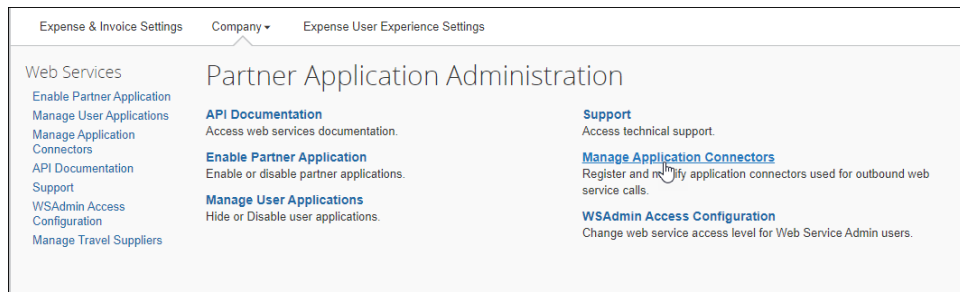 Expense & Invoice Settings
Company
Expense User Experience Settings
Web Services
Enable Partner Application
Manage User Applications
Manage Application
Connectors
API Documentation
Support
WSAdmin Access
Configuration
Manage Travel Suppliers
Partner Application Administration
API Documentation
Access web services documentation.
Enable Partner Application
Enable or disable partner applications.
Manage User Applications
Hide or Disable user applications.
Support
Access technical support.
Manage Application Connectors
Register and modify application connectors used for outbound web
service calls.
WSAdmin Access Configuration
Change web service access level for Web Service Admin users.